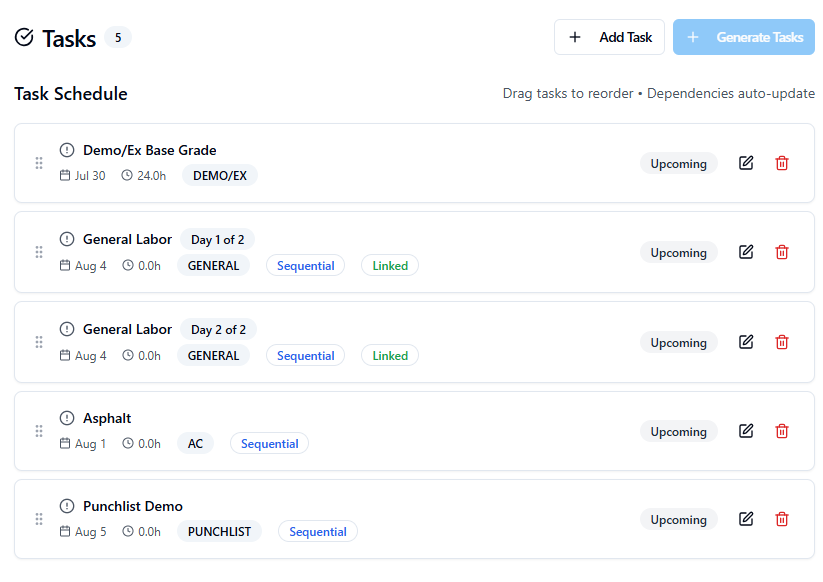 Tasks 5
+ Add Task
+ Generate Tasks
Task Schedule
Drag tasks to reorder • Dependencies auto-update
Demo/Ex Base Grade
Jul 30 24.0h DEMO/EX
Upcoming
General Labor Day 1 of 2
Aug 4 0.0h GENERAL Sequential Linked
Upcoming
General Labor Day 2 of 2
Aug 4 0.0h GENERAL Sequential Linked
Upcoming
Asphalt
Aug 1 0.0h AC Sequential
Upcoming
Punchlist Demo
Aug 5 0.0h PUNCHLIST Sequential
Upcoming